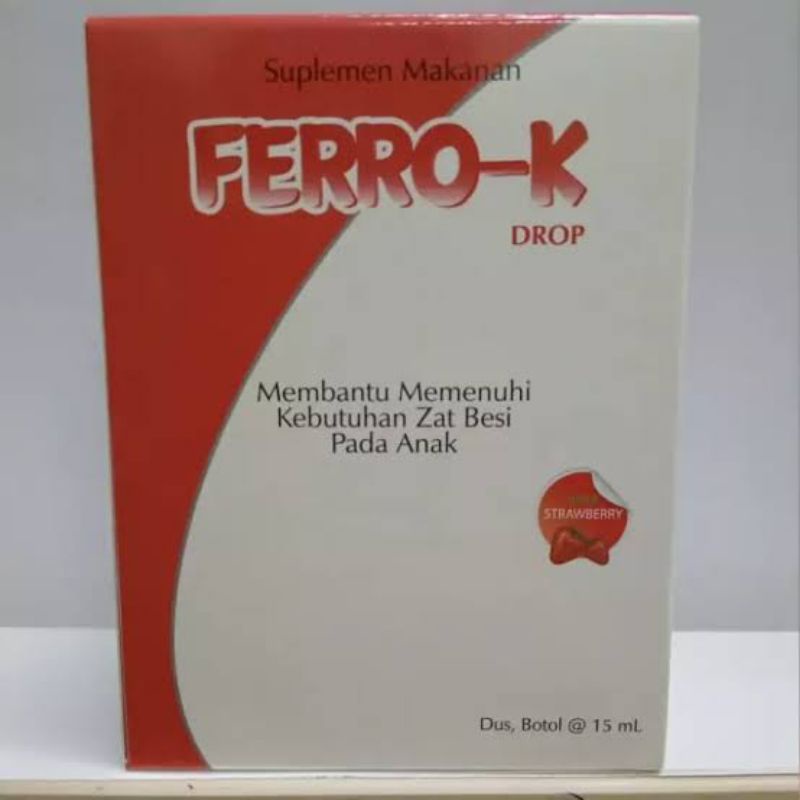 Suplemen Makanan
FERRO-K
DROP
Membantu Memenuhi
Kebutuhan Zat Besi
Pada Anak
STRAWBERRY
Dus, Botol @ 15 mL